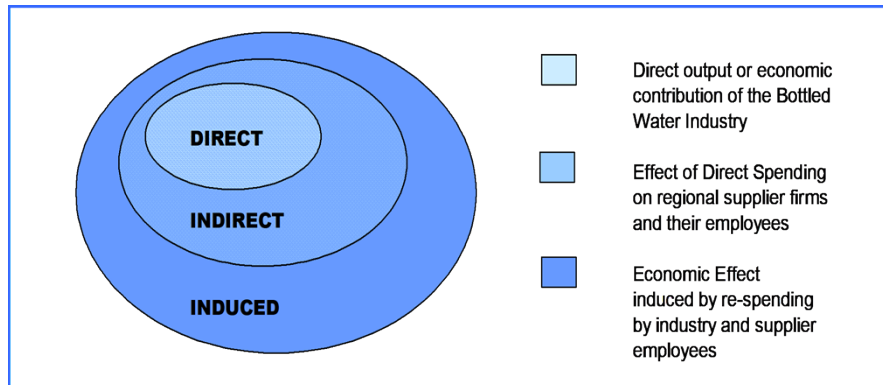 DIRECT
INDIRECT
INDUCED
Direct output or economic
contribution of the Bottled
Water Industry
Effect of Direct Spending
on regional supplier firms
and their employees
Economic Effect
induced by re-spending
by industry and supplier
employees